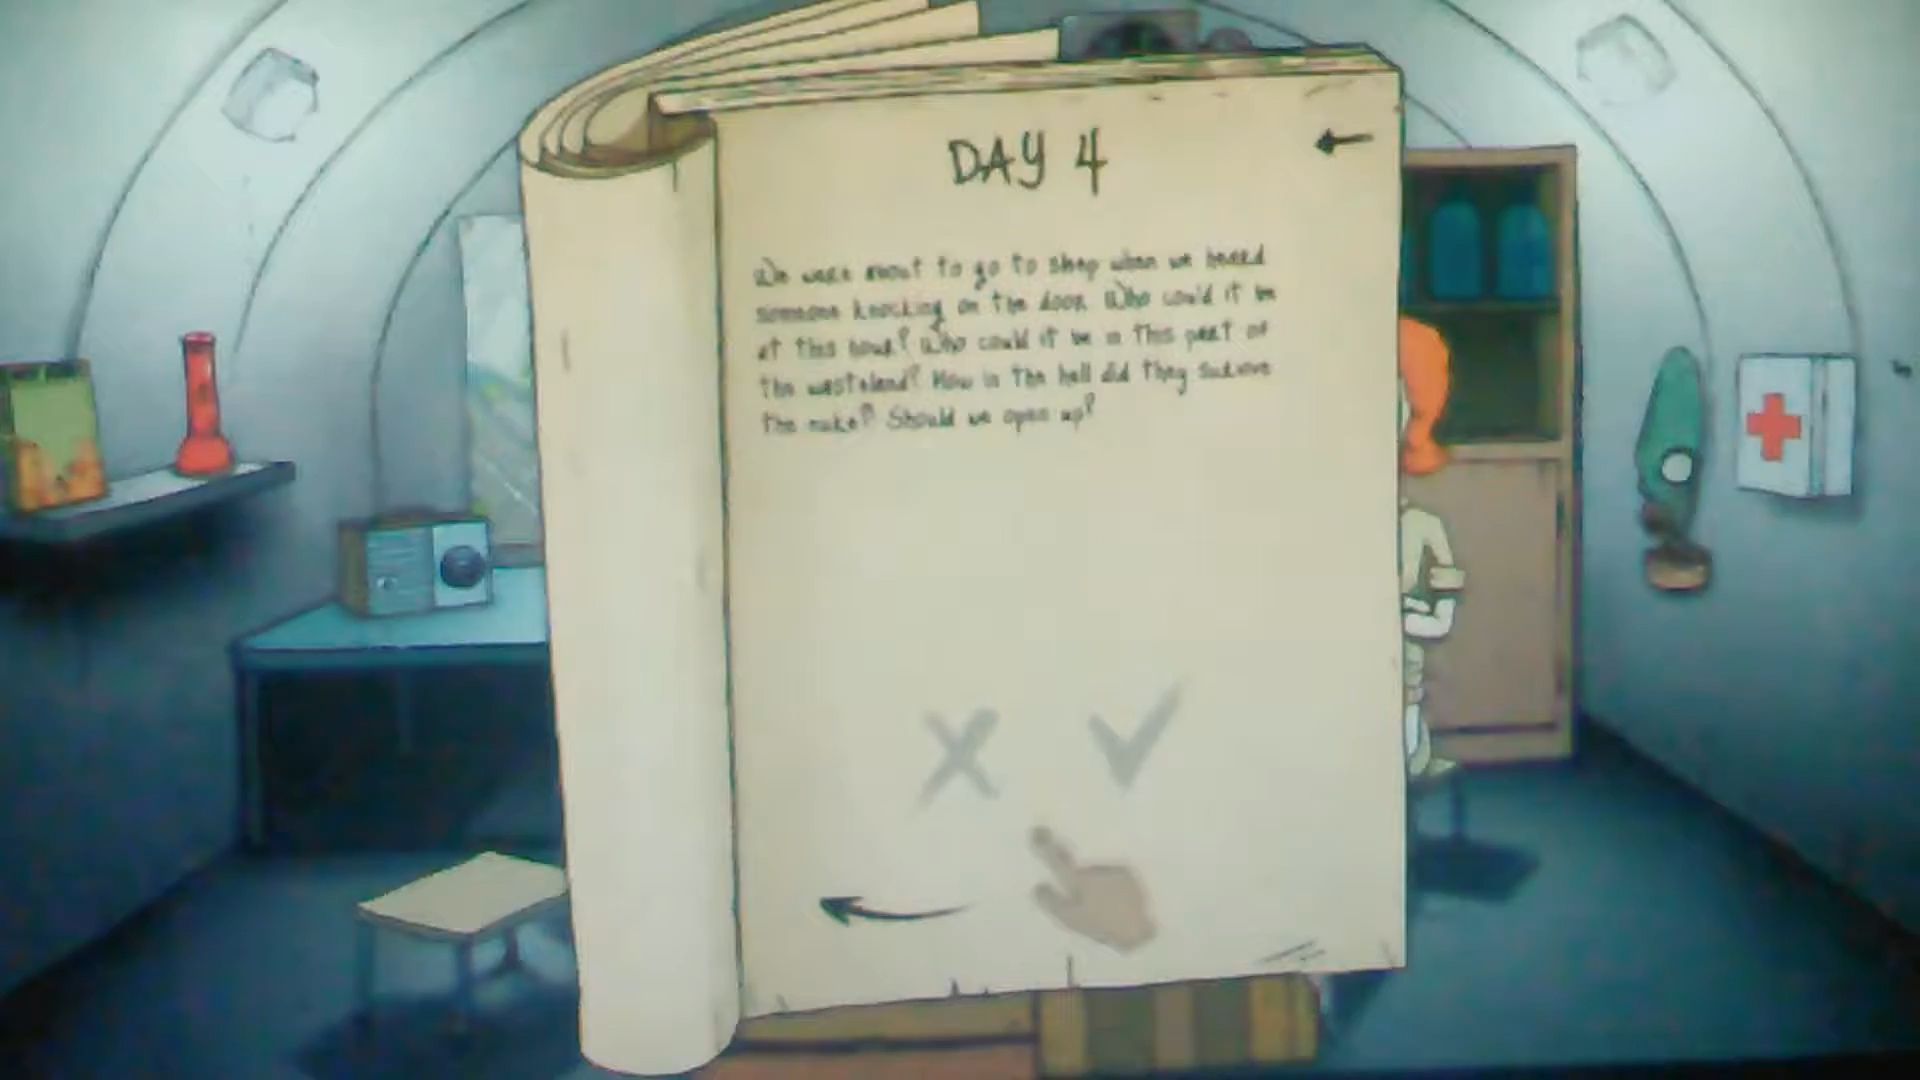 DAY 4
We were about to go to sleep when we heard
someone knocking on the door. Who could it be
at this hour? Who could it be in this part of
the wasteland? How in the hell did they survive
the nuke? Should we open up?